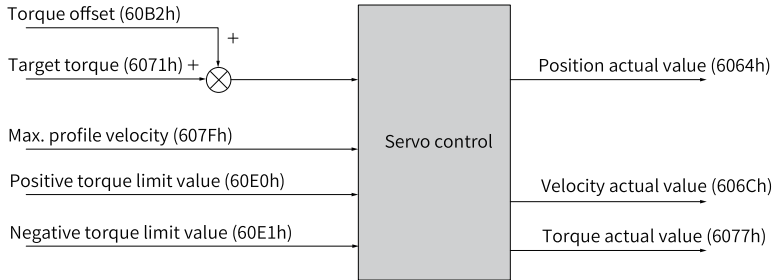 Torque offset (60B2h)
+
Target torque (6071h) +
Position actual value (6064h)
Max. profile velocity (607Fh)
Servo control
Positive torque limit value (60E0h)
Velocity actual value (606Ch)
Negative torque limit value (60E1h)
Torque actual value (6077h)